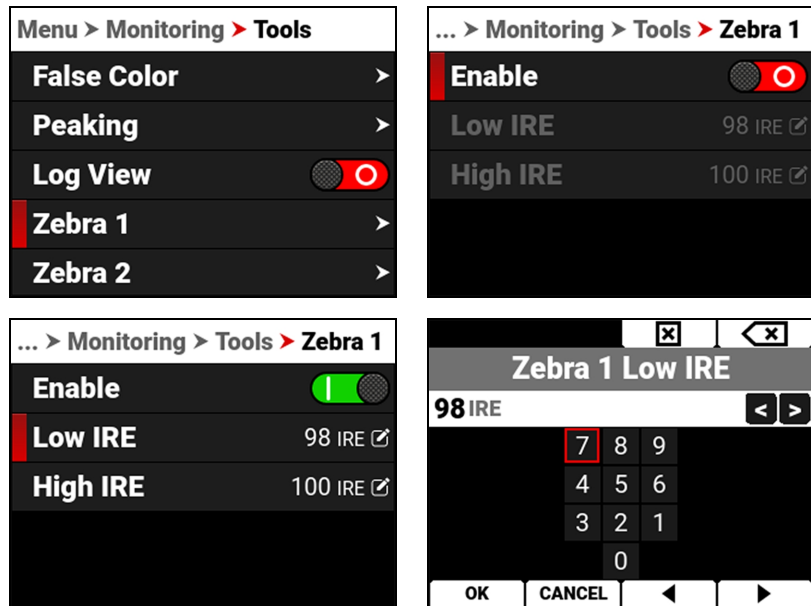 Menu > Monitoring > Tools
False Color >
Peaking >
Log View
Zebra 1 >
Zebra 2 >
... > Monitoring > Tools > Zebra 1
Enable
Low IRE 98 IRE
High IRE 100 IRE
... > Monitoring > Tools > Zebra 1
Enable
Low IRE 98 IRE
High IRE 100 IRE
Zebra 1 Low IRE
98 IRE < >
7 8 9
4 5 6
3 2 1
0
OK CANCEL